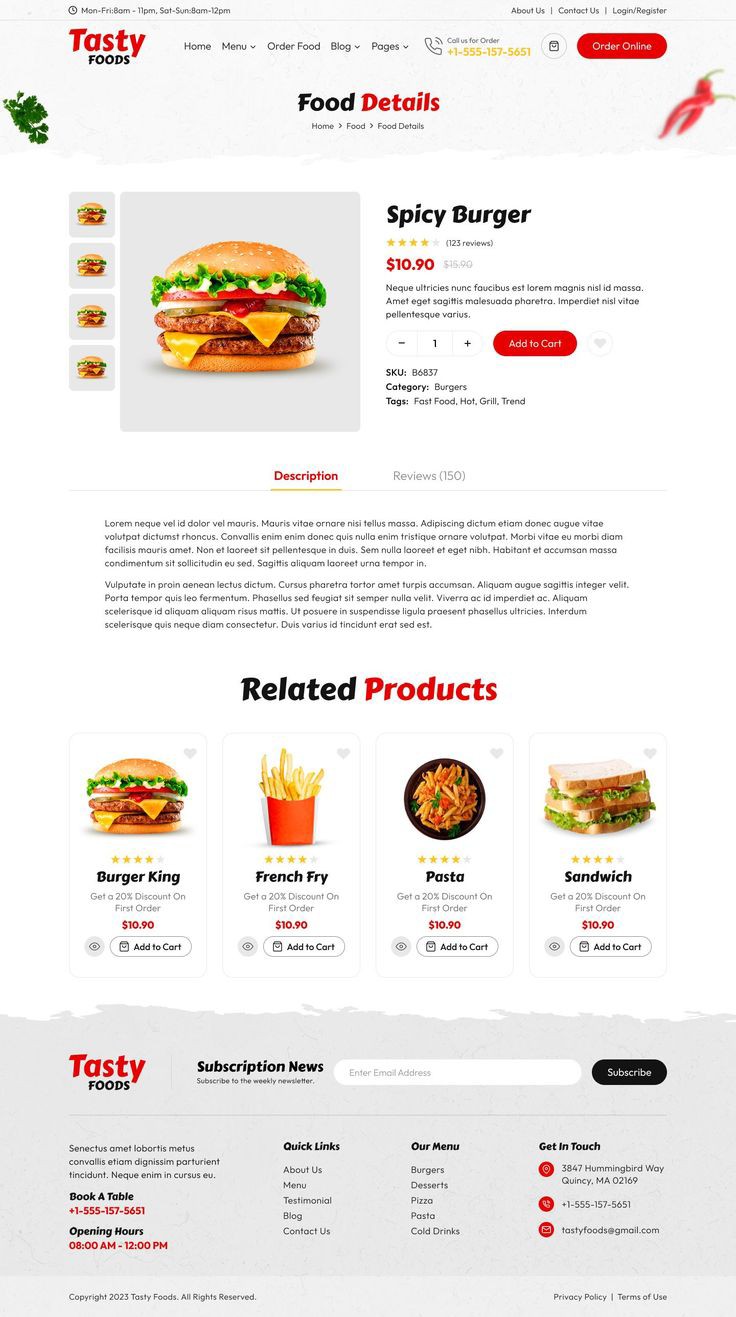 Mon-Fri:8am - 11pm, Sat-Sun:8am-12pm
About Us | Contact Us | Login/Register
Tasty
FOODS
Home Menu Order Food Blog Pages
Call us for Order
+1-555-157-5651
Order Online
Food Details
Home > Food > Food Details
Spicy Burger
(123 reviews)
$10.90 $15.90
Neque ultricies nunc faucibus est lorem magnis nisl id massa.
Amet eget sagittis malesuada pharetra. Imperdiet nisl vitae
pellentesque varius.
− 1 + Add to Cart
SKU: B6837
Category: Burgers
Tags: Fast Food, Hot, Grill, Trend
Description Reviews (150)
Lorem neque vel id dolor vel mauris. Mauris vitae ornare nisi tellus massa. Adipiscing dictum etiam donec augue vitae
volutpat dictumst rhoncus. Convallis enim enim donec quis nulla enim tristique ornare volutpat. Morbi vitae eu morbi diam
facilisis mauris amet. Non et laoreet sit pellentesque in duis. Sem nulla laoreet et eget nibh. Habitant et accumsan massa
condimentum sit sollicitudin eu sed. Sagittis aliquam laoreet urna tempor in.
Vulputate in proin aenean lectus dictum. Cursus pharetra tortor amet turpis accumsan. Aliquam augue sagittis integer velit.
Porta tempor quis leo fermentum. Phasellus sed feugiat sit semper nulla velit. Viverra ac id imperdiet ac. Aliquam
scelerisque id aliquam aliquam risus mattis. Ut posuere in suspendisse ligula praesent phasellus ultricies. Interdum
scelerisque quis neque diam consectetur. Duis varius id tincidunt erat sed est.
Related Products
Burger King
Get a 20% Discount On
First Order
$10.90
Add to Cart
French Fry
Get a 20% Discount On
First Order
$10.90
Add to Cart
Pasta
Get a 20% Discount On
First Order
$10.90
Add to Cart
Sandwich
Get a 20% Discount On
First Order
$10.90
Add to Cart
Tasty
FOODS
Subscription News
Subscribe to the weekly newsletter.
Enter Email Address
Subscribe
Senectus amet lobortis metus
convallis etiam dignissim parturient
tincidunt. Neque enim in cursus eu.
Book A Table
+1-555-157-5651
Opening Hours
08:00 AM - 12:00 PM
Quick Links
About Us
Menu
Testimonial
Blog
Contact Us
Our Menu
Burgers
Desserts
Pizza
Pasta
Cold Drinks
Get In Touch
3847 Hummingbird Way
Quincy, MA 02169
+1-555-157-5651
tastyfoods@gmail.com
Copyright 2023 Tasty Foods. All Rights Reserved.
Privacy Policy | Terms of Use